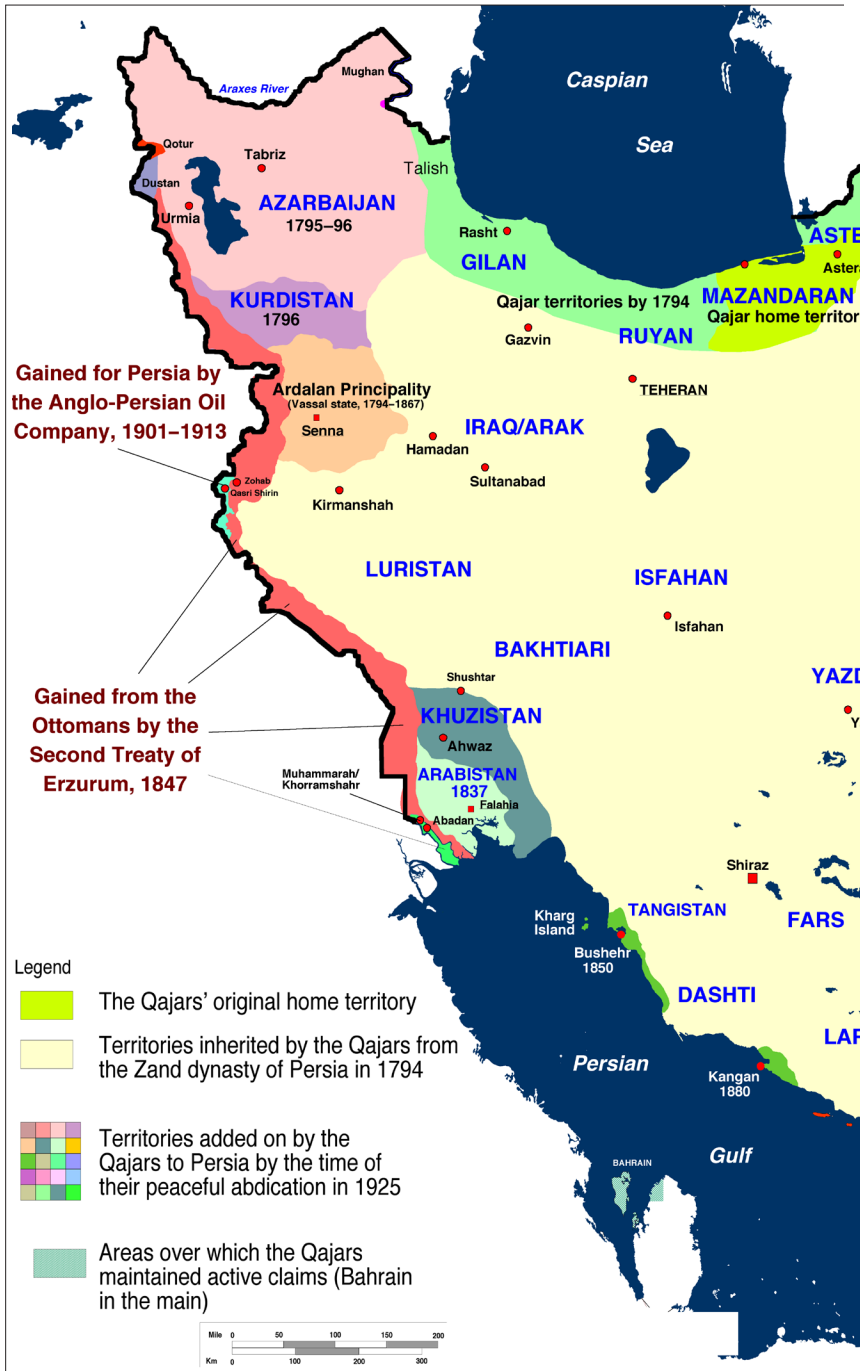 Caspian
Sea
Araxes River
Mughan
Qotur
Tabriz
Talish
Dustan
Urmia
AZARBAIJAN
1795–96
Rasht
GILAN
ASTE
Astera
KURDISTAN
1796
Qajar territories by 1794
MAZANDARAN
Qajar home territor
Gazvin
RUYAN
Gained for Persia by
the Anglo-Persian Oil
Company, 1901–1913
Ardalan Principality
(Vassal state, 1794–1867)
Senna
TEHERAN
IRAQ/ARAK
Hamadan
Sultanabad
Zohab
Qasri Shirin
Kirmanshah
LURISTAN
ISFAHAN
Isfahan
BAKHTIARI
Shushtar
YAZD
Y
Gained from the
Ottomans by the
Second Treaty of
Erzurum, 1847
KHUZISTAN
Ahwaz
Muhammarah/
Khorramshahr
ARABISTAN
1837
Falahia
Abadan
Shiraz
TANGISTAN
FARS
Kharg
Island
Bushehr
1850
DASHTI
LAR
Persian
Gulf
Kangan
1880
BAHRAIN
Legend
The Qajars' original home territory
Territories inherited by the Qajars from
the Zand dynasty of Persia in 1794
Territories added on by the
Qajars to Persia by the time of
their peaceful abdication in 1925
Areas over which the Qajars
maintained active claims (Bahrain
in the main)
Mile 0 50 100 150 200
Km 0 100 200 300